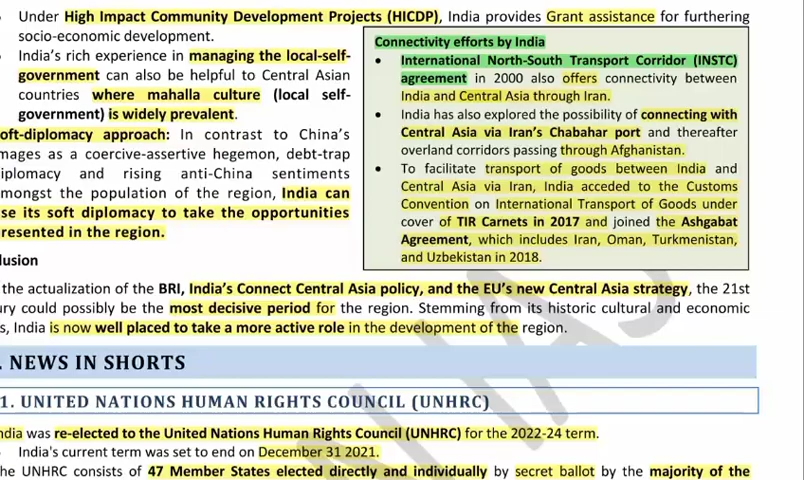 Under High Impact Community Development Projects (HICDP), India provides Grant assistance for furthering
socio-economic development.
India's rich experience in managing the local-self-
government can also be helpful to Central Asian
countries where mahalla culture (local self-
government) is widely prevalent.
oft-diplomacy approach: In contrast to China's
mages as a coercive-assertive hegemon, debt-trap
iplomacy and rising anti-China sentiments
mongst the population of the region, India can
se its soft diplomacy to take the opportunities
resented in the region.
Connectivity efforts by India
International North-South Transport Corridor (INSTC)
agreement in 2000 also offers connectivity between
India and Central Asia through Iran.
India has also explored the possibility of connecting with
Central Asia via Iran's Chabahar port and thereafter
overland corridors passing through Afghanistan.
To facilitate transport of goods between India and
Central Asia via Iran, India acceded to the Customs
Convention on International Transport of Goods under
cover of TIR Carnets in 2017 and joined the Ashgabat
Agreement, which includes Iran, Oman, Turkmenistan,
and Uzbekistan in 2018.
lusion
the actualization of the BRI, India's Connect Central Asia policy, and the EU's new Central Asia strategy, the 21st
ury could possibly be the most decisive period for the region. Stemming from its historic cultural and economic
s, India is now well placed to take a more active role in the development of the region.
. NEWS IN SHORTS
1. UNITED NATIONS HUMAN RIGHTS COUNCIL (UNHRC)
ndia was re-elected to the United Nations Human Rights Council (UNHRC) for the 2022-24 term.
India's current term was set to end on December 31 2021.
he UNHRC consists of 47 Member States elected directly and individually by secret ballot by the majority of the